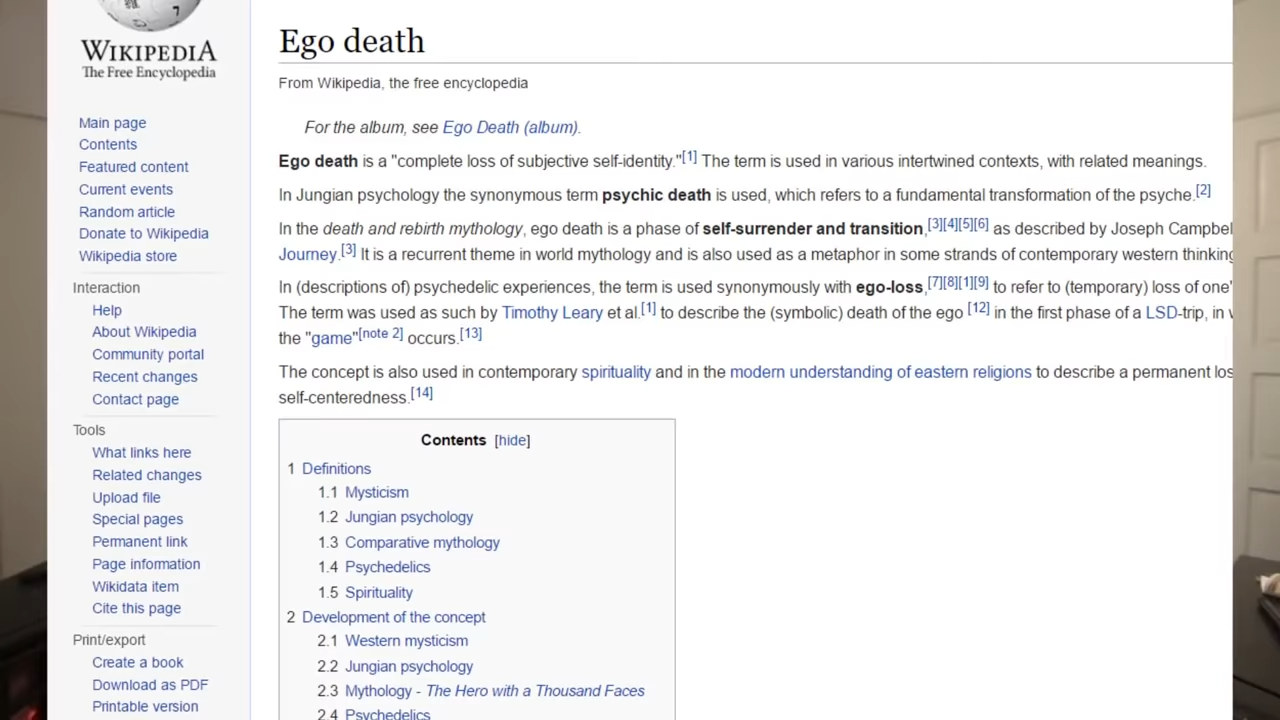 WIKIPEDIA
The Free Encyclopedia
Main page
Contents
Featured content
Current events
Random article
Donate to Wikipedia
Wikipedia store
Interaction
Help
About Wikipedia
Community portal
Recent changes
Contact page
Tools
What links here
Related changes
Upload file
Special pages
Permanent link
Page information
Wikidata item
Cite this page
Print/export
Create a book
Download as PDF
Printable version
Ego death
From Wikipedia, the free encyclopedia
For the album, see Ego Death (album).
Ego death is a "complete loss of subjective self-identity."[1] The term is used in various intertwined contexts, with related meanings.
In Jungian psychology the synonymous term psychic death is used, which refers to a fundamental transformation of the psyche.[2]
In the death and rebirth mythology, ego death is a phase of self-surrender and transition,[3][4][5][6] as described by Joseph Campbel
Journey.[3] It is a recurrent theme in world mythology and is also used as a metaphor in some strands of contemporary western thinking
In (descriptions of) psychedelic experiences, the term is used synonymously with ego-loss,[7][8][1][9] to refer to (temporary) loss of one'
The term was used as such by Timothy Leary et al.[1] to describe the (symbolic) death of the ego [12] in the first phase of a LSD-trip, in
the "game"[note 2] occurs.[13]
The concept is also used in contemporary spirituality and in the modern understanding of eastern religions to describe a permanent los
self-centeredness.[14]
Contents [hide]
1 Definitions
1.1 Mysticism
1.2 Jungian psychology
1.3 Comparative mythology
1.4 Psychedelics
1.5 Spirituality
2 Development of the concept
2.1 Western mysticism
2.2 Jungian psychology
2.3 Mythology - The Hero with a Thousand Faces
2.4 Psychedelics